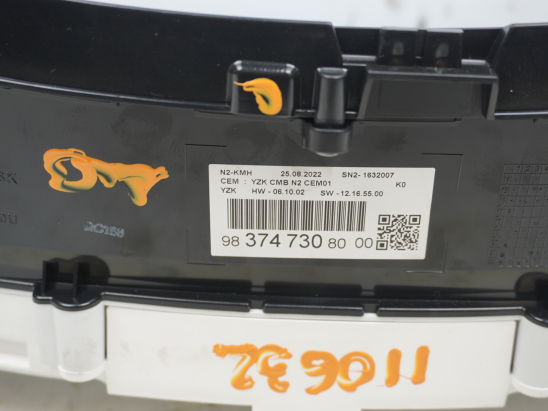 N2-KMH 25.08.2022 SN2- 1632007
CEM : YZK CMB N2 CEM01 K0
YZK HW - 06.10.02 SW - 12.16.55.00
98 374 730 80 00
110632